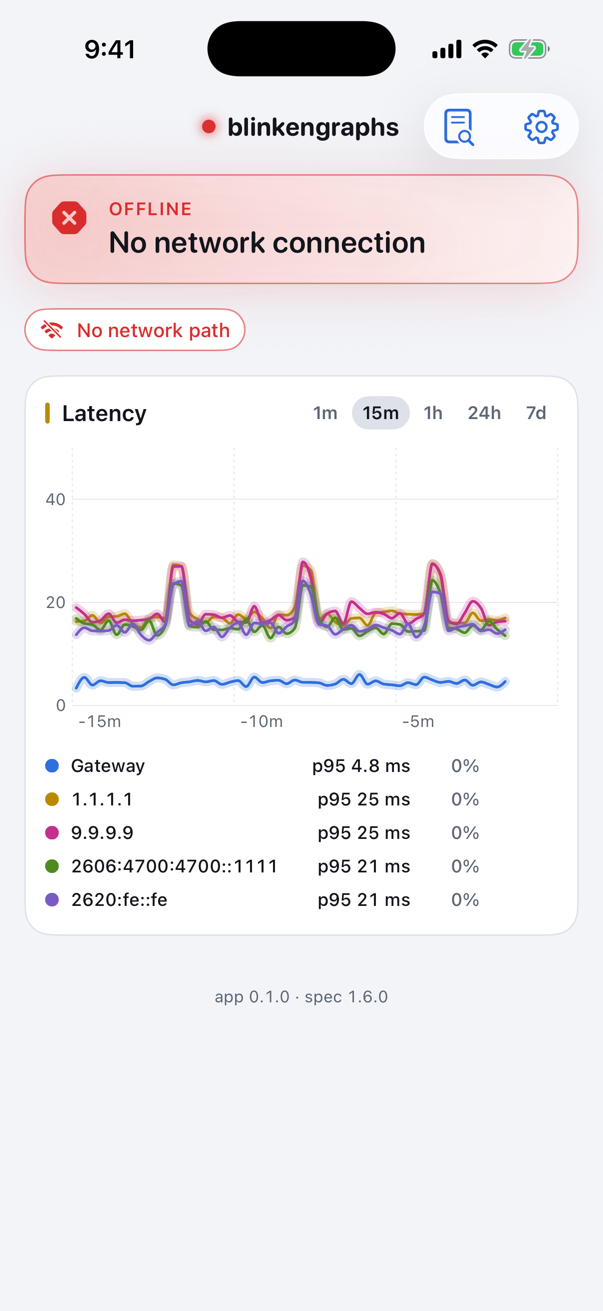 9:41
blinkengraphs
OFFLINE
No network connection
No network path
Latency 1m 15m 1h 24h 7d
40
20
0
-15m -10m -5m
Gateway p95 4.8 ms 0%
1.1.1.1 p95 25 ms 0%
9.9.9.9 p95 25 ms 0%
2606:4700:4700::1111 p95 21 ms 0%
2620:fe::fe p95 21 ms 0%
app 0.1.0 · spec 1.6.0